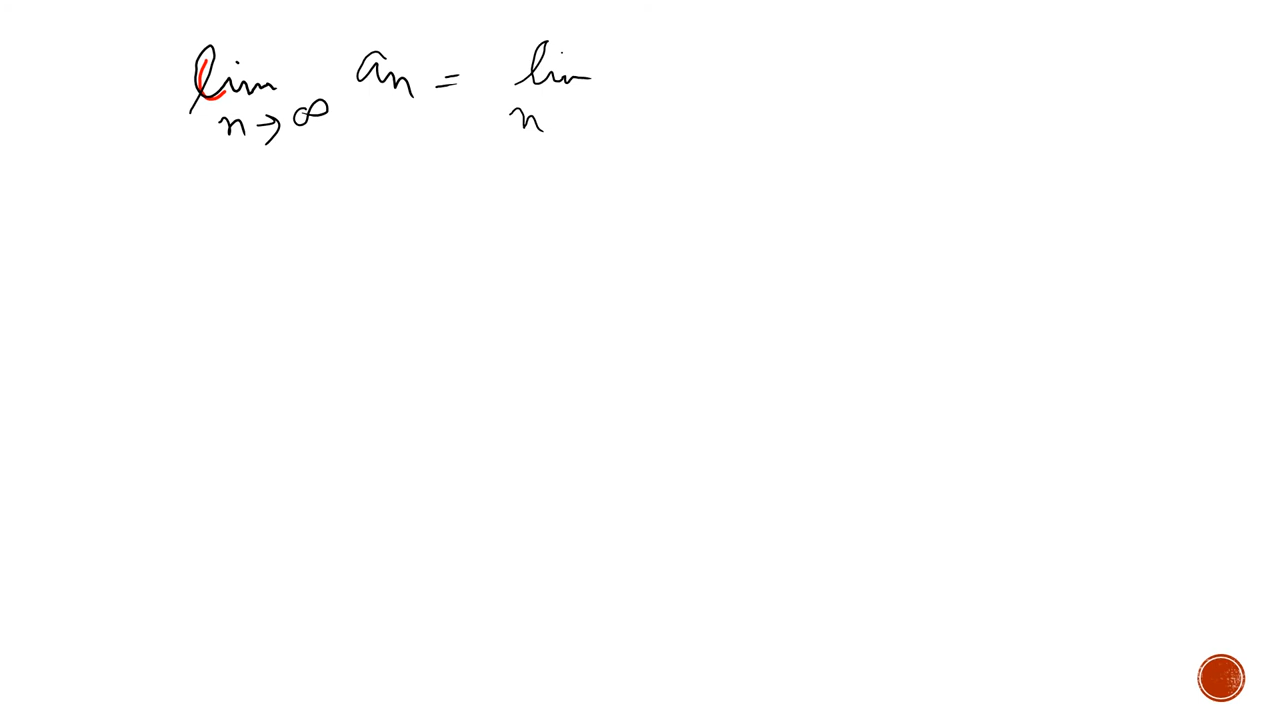 lim aₙ = lim
n → ∞ n